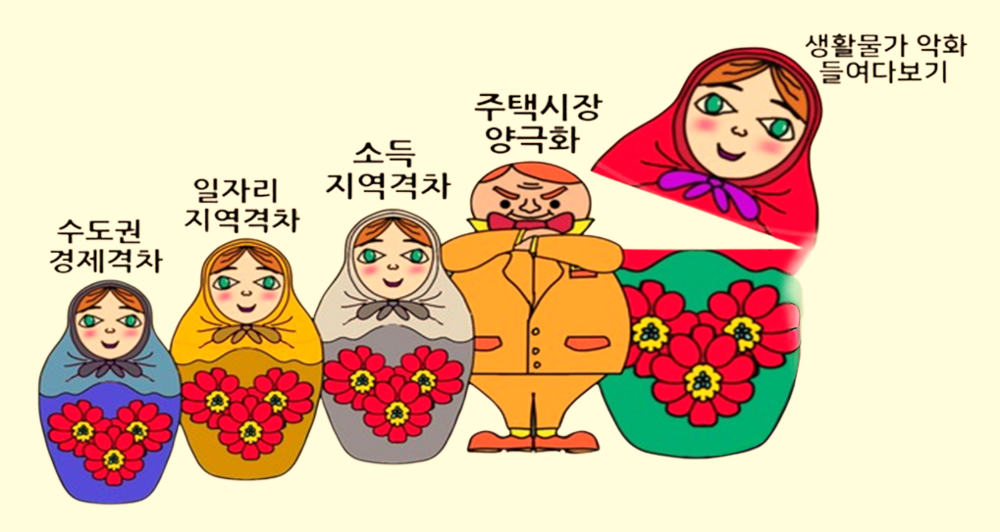 수도권
경제격차
일자리
지역격차
소득
지역격차
주택시장
양극화
생활물가 악화
들여다보기